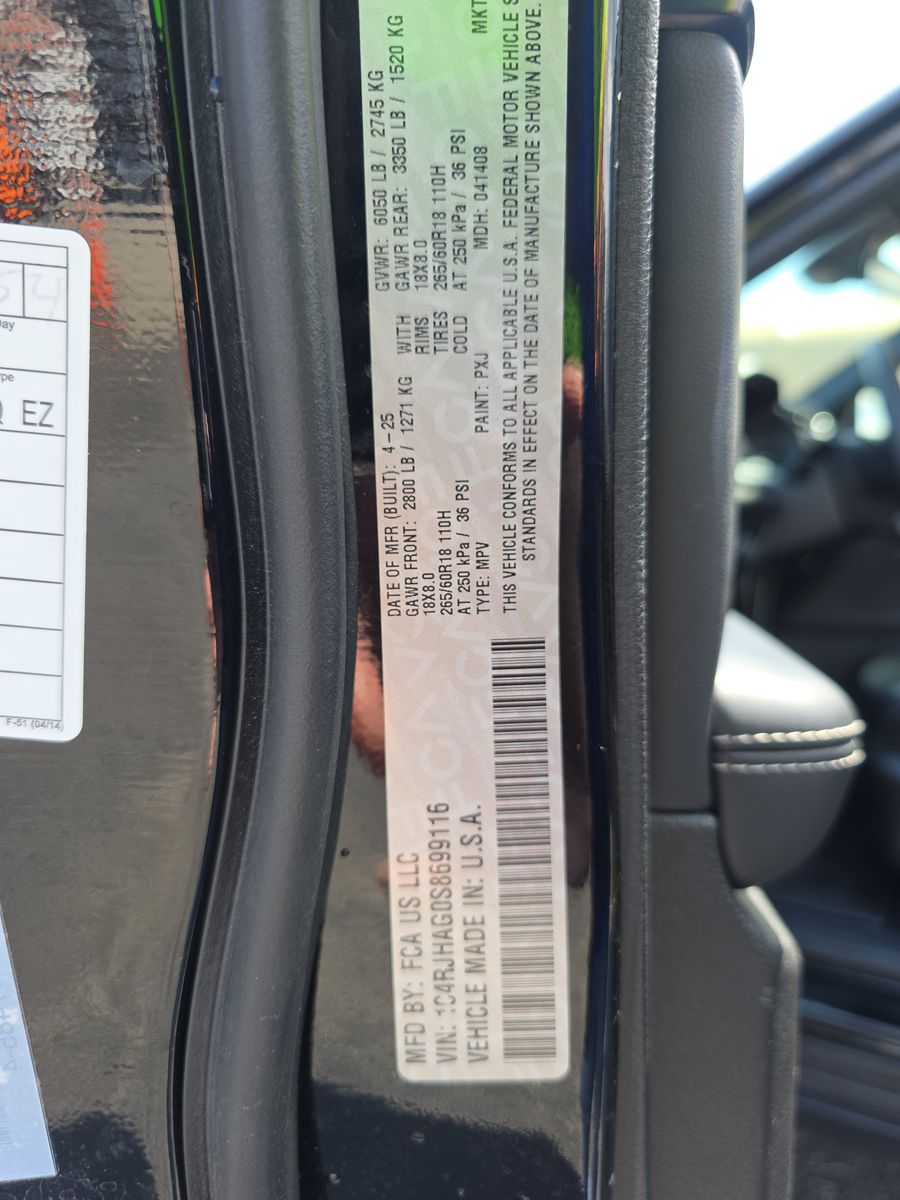 MFD BY: FCA US LLC
VIN: 1C4RJHAG0S8699116
VEHICLE MADE IN: U.S.A.
DATE OF MFR (BUILT): 4-25 GVWR: 6050 LB / 2745 KG
GAWR FRONT: 2800 LB / 1271 KG WITH GAWR REAR: 3350 LB / 1520 KG
18X8.0 RIMS 18X8.0
265/60R18 110H TIRES 265/60R18 110H
AT 250 kPa / 36 PSI COLD AT 250 kPa / 36 PSI
TYPE: MPV PAINT: PXJ MDH: 041408 MKT
THIS VEHICLE CONFORMS TO ALL APPLICABLE U.S.A. FEDERAL MOTOR VEHICLE S
STANDARDS IN EFFECT ON THE DATE OF MANUFACTURE SHOWN ABOVE.
EZ
F-51 (04/14)